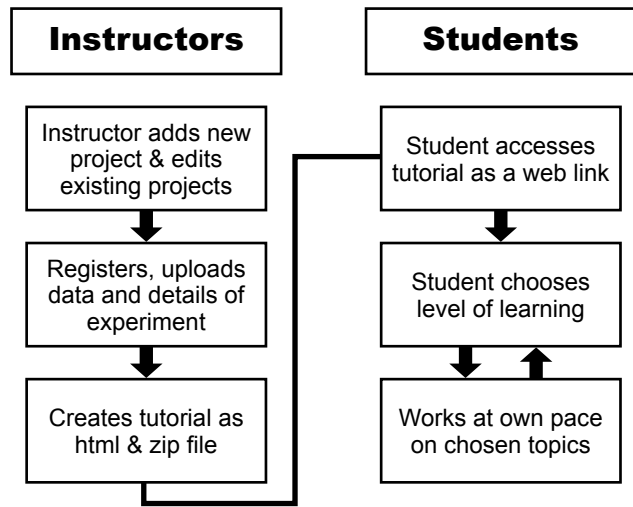 Instructors
Instructor adds new
project & edits
existing projects
Registers, uploads
data and details of
experiment
Creates tutorial as
html & zip file
Students
Student accesses
tutorial as a web link
Student chooses
level of learning
Works at own pace
on chosen topics